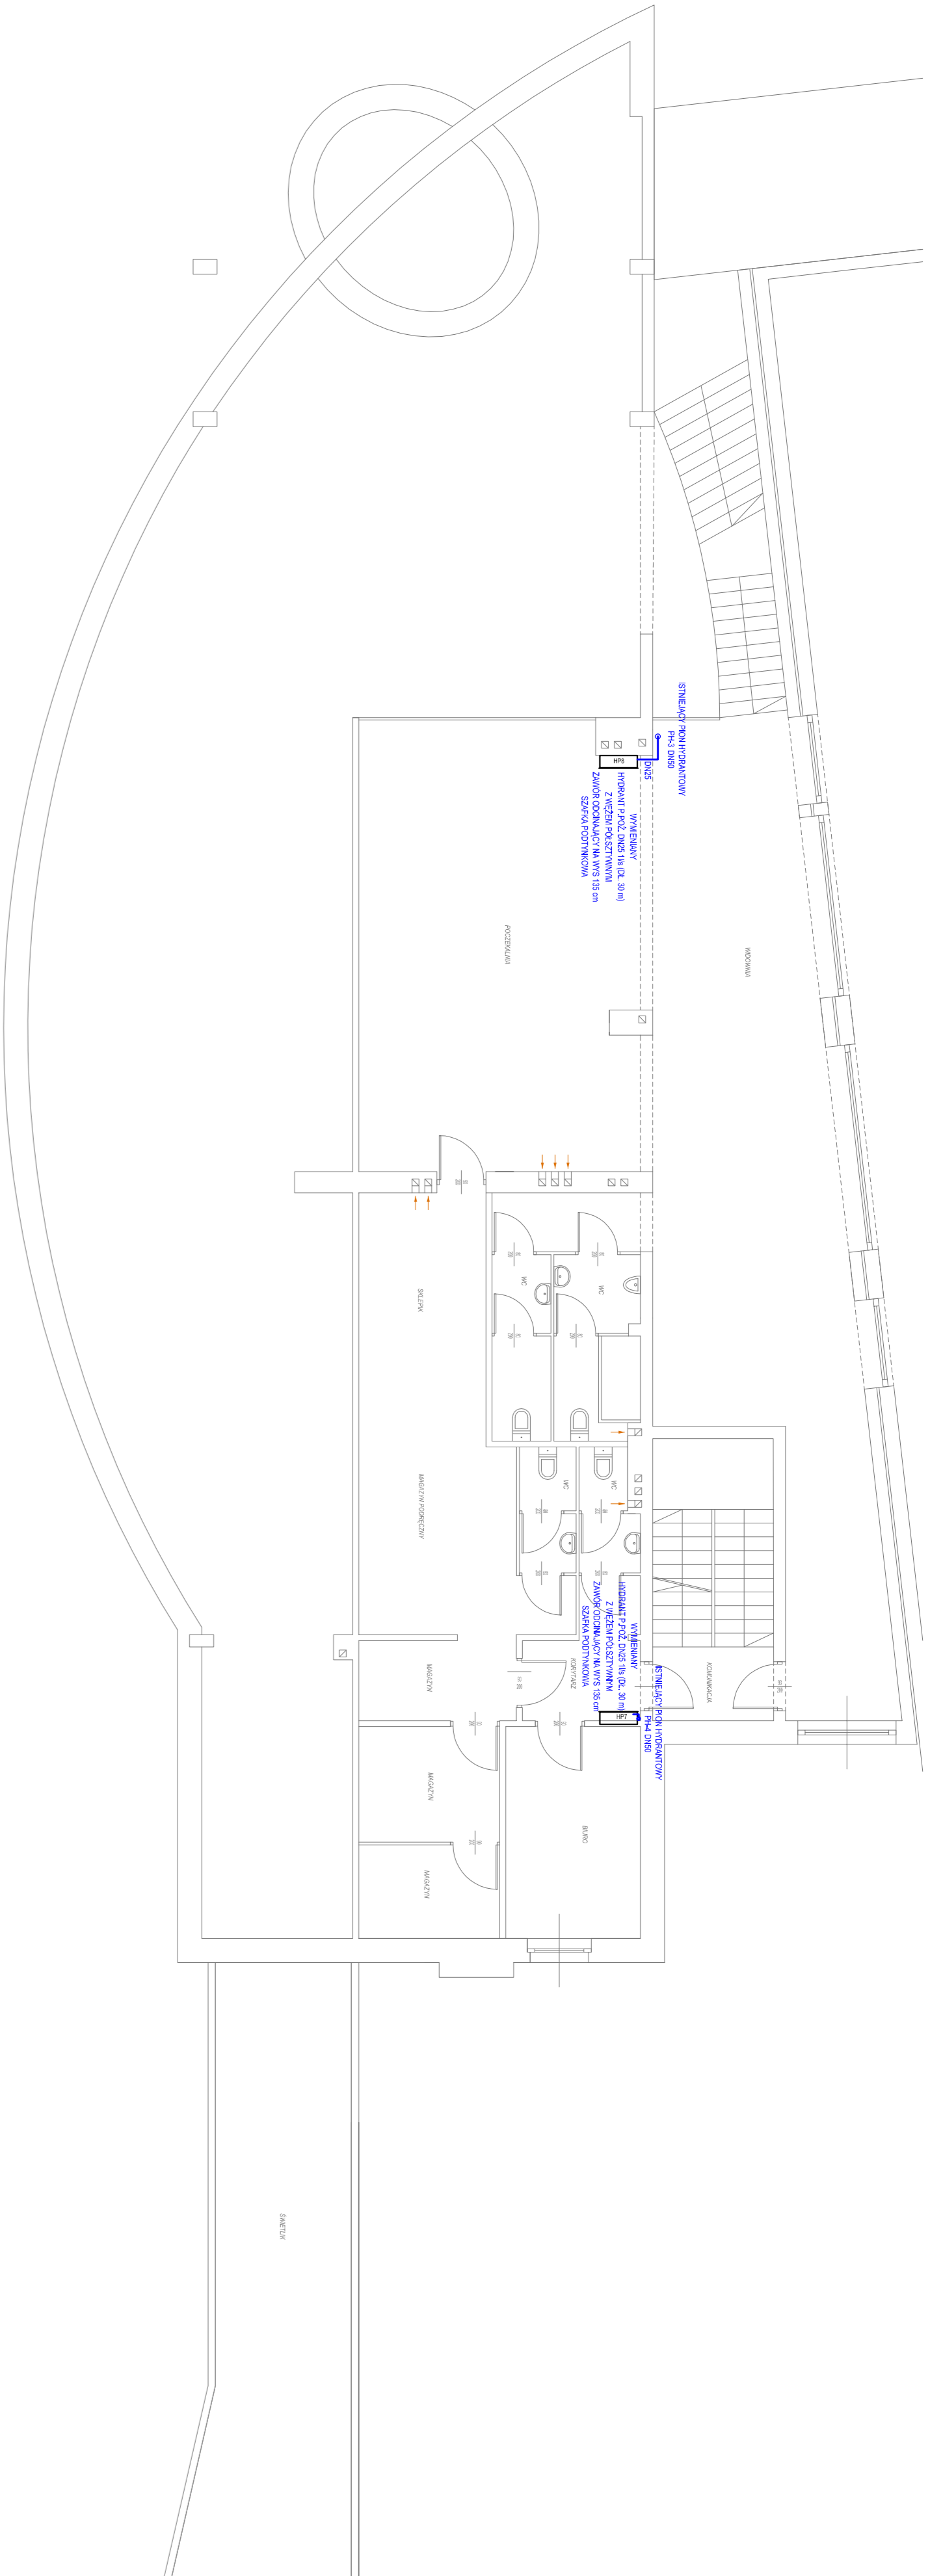 ISTNIEJĄCY PION HYDRANTOWY
PH-3 DN50
DN25
HP8
WYMIENIANY
HYDRANT P.POŻ. DN25 1l/s (DŁ. 30 m)
Z WĘŻEM PÓŁSZTYWNYM
ZAWÓR ODCINAJĄCY NA WYS 135 cm
SZAFKA PODTYNKOWA
WIDOWNIA
POCZEKALNIA
WC
WC
SKLEPIK
MAGAZYN PODRĘCZNY
WC
WC
ISTNIEJĄCY PION HYDRANTOWY
PH-4 DN50
HP7
WYMIENIANY
HYDRANT P.POŻ. DN25 1l/s (DŁ. 30 m)
Z WĘŻEM PÓŁSZTYWNYM
ZAWÓR ODCINAJĄCY NA WYS 135 cm
SZAFKA PODTYNKOWA
KOMUNIKACJA
KORYTARZ
MAGAZYN
MAGAZYN
BIURO
MAGAZYN
ŚWIETLIK